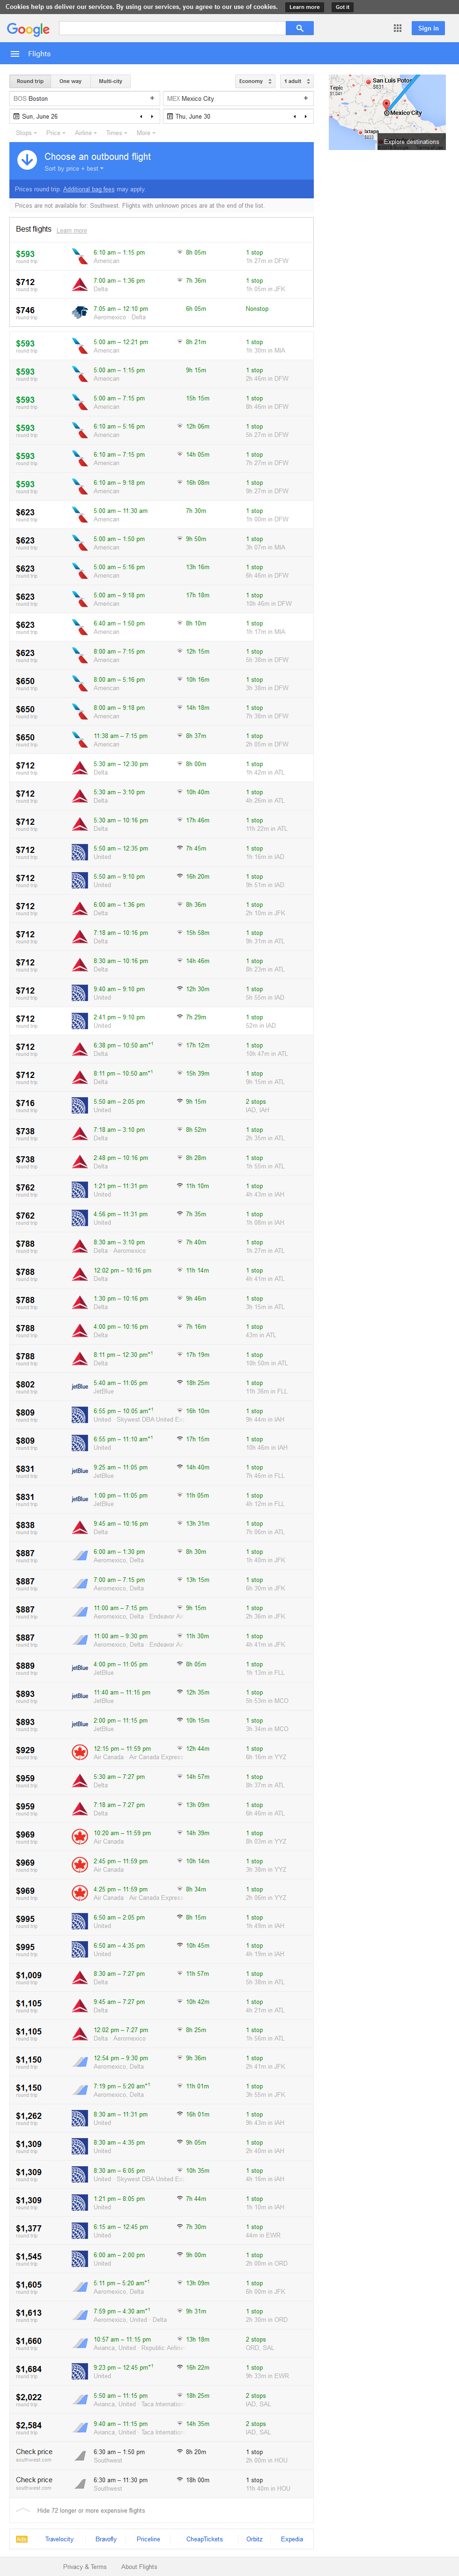 Cookies help us deliver our services. By using our services, you agree to our use of cookies. Learn more Got it
Google Sign in
Flights
Round trip One way Multi-city Economy 1 adult
BOS Boston + MEX Mexico City +
Sun, June 26 Thu, June 30
Stops Price Airline Times More
Tepic $1,041
San Luis Potos $831
Mexico City
Ixtapa $833
Explore destinations
Choose an outbound flight
Sort by price + best
Prices round trip. Additional bag fees may apply.
Prices are not available for: Southwest. Flights with unknown prices are at the end of the list.
Best flights Learn more
$593 6:10 am – 1:15 pm 8h 05m 1 stop
round trip American 1h 27m in DFW
$712 7:00 am – 1:36 pm 7h 36m 1 stop
round trip Delta 1h 05m in JFK
$746 7:05 am – 12:10 pm 6h 05m Nonstop
round trip Aeromexico · Delta
$593 5:00 am – 12:21 pm 8h 21m 1 stop
round trip American 1h 30m in MIA
$593 5:00 am – 1:15 pm 9h 15m 1 stop
round trip American 2h 46m in DFW
$593 5:00 am – 7:15 pm 15h 15m 1 stop
round trip American 8h 46m in DFW
$593 6:10 am – 5:16 pm 12h 06m 1 stop
round trip American 5h 27m in DFW
$593 6:10 am – 7:15 pm 14h 05m 1 stop
round trip American 7h 27m in DFW
$593 6:10 am – 9:18 pm 16h 08m 1 stop
round trip American 9h 27m in DFW
$623 5:00 am – 11:30 am 7h 30m 1 stop
round trip American 1h 00m in DFW
$623 5:00 am – 1:50 pm 9h 50m 1 stop
round trip American 3h 07m in MIA
$623 5:00 am – 5:16 pm 13h 16m 1 stop
round trip American 6h 46m in DFW
$623 5:00 am – 9:18 pm 17h 18m 1 stop
round trip American 10h 46m in DFW
$623 6:40 am – 1:50 pm 8h 10m 1 stop
round trip American 1h 17m in MIA
$623 8:00 am – 7:15 pm 12h 15m 1 stop
round trip American 5h 38m in DFW
$650 8:00 am – 5:16 pm 10h 16m 1 stop
round trip American 3h 38m in DFW
$650 8:00 am – 9:18 pm 14h 18m 1 stop
round trip American 7h 38m in DFW
$650 11:38 am – 7:15 pm 8h 37m 1 stop
round trip American 2h 05m in DFW
$712 5:30 am – 12:30 pm 8h 00m 1 stop
round trip Delta 1h 42m in ATL
$712 5:30 am – 3:10 pm 10h 40m 1 stop
round trip Delta 4h 26m in ATL
$712 5:30 am – 10:16 pm 17h 46m 1 stop
round trip Delta 11h 22m in ATL
$712 5:50 am – 12:35 pm 7h 45m 1 stop
round trip United 1h 16m in IAD
$712 5:50 am – 9:10 pm 16h 20m 1 stop
round trip United 9h 51m in IAD
$712 6:00 am – 1:36 pm 8h 36m 1 stop
round trip Delta 2h 10m in JFK
$712 7:18 am – 10:16 pm 15h 58m 1 stop
round trip Delta 9h 31m in ATL
$712 8:30 am – 10:16 pm 14h 46m 1 stop
round trip Delta 8h 23m in ATL
$712 9:40 am – 9:10 pm 12h 30m 1 stop
round trip United 5h 55m in IAD
$712 2:41 pm – 9:10 pm 7h 29m 1 stop
round trip United 52m in IAD
$712 6:38 pm – 10:50 am+1 17h 12m 1 stop
round trip Delta 10h 47m in ATL
$712 8:11 pm – 10:50 am+1 15h 39m 1 stop
round trip Delta 9h 15m in ATL
$716 5:50 am – 2:05 pm 9h 15m 2 stops
round trip United IAD, IAH
$738 7:18 am – 3:10 pm 8h 52m 1 stop
round trip Delta 2h 35m in ATL
$738 2:48 pm – 10:16 pm 8h 28m 1 stop
round trip Delta 1h 55m in ATL
$762 1:21 pm – 11:31 pm 11h 10m 1 stop
round trip United 4h 43m in IAH
$762 4:56 pm – 11:31 pm 7h 35m 1 stop
round trip United 1h 08m in IAH
$788 8:30 am – 3:10 pm 7h 40m 1 stop
round trip Delta · Aeromexico 1h 27m in ATL
$788 12:02 pm – 10:16 pm 11h 14m 1 stop
round trip Delta 4h 41m in ATL
$788 1:30 pm – 10:16 pm 9h 46m 1 stop
round trip Delta 3h 15m in ATL
$788 4:00 pm – 10:16 pm 7h 16m 1 stop
round trip Delta 43m in ATL
$788 8:11 pm – 12:30 pm+1 17h 19m 1 stop
round trip Delta 10h 50m in ATL
$802 jetBlue 5:40 am – 11:05 pm 18h 25m 1 stop
round trip JetBlue 11h 36m in FLL
$809 6:55 pm – 10:05 am+1 16h 10m 1 stop
round trip United · Skywest DBA United Ex 9h 44m in IAH
$809 6:55 pm – 11:10 am+1 17h 15m 1 stop
round trip United 10h 46m in IAH
$831 jetBlue 9:25 am – 11:05 pm 14h 40m 1 stop
round trip JetBlue 7h 46m in FLL
$831 jetBlue 1:00 pm – 11:05 pm 11h 05m 1 stop
round trip JetBlue 4h 12m in FLL
$838 9:45 am – 10:16 pm 13h 31m 1 stop
round trip Delta 7h 06m in ATL
$887 6:00 am – 1:30 pm 8h 30m 1 stop
round trip Aeromexico, Delta 1h 40m in JFK
$887 7:00 am – 7:15 pm 13h 15m 1 stop
round trip Aeromexico, Delta 6h 30m in JFK
$887 11:00 am – 7:15 pm 9h 15m 1 stop
round trip Aeromexico, Delta · Endeavor A 2h 36m in JFK
$887 11:00 am – 9:30 pm 11h 30m 1 stop
round trip Aeromexico, Delta · Endeavor A 4h 41m in JFK
$889 jetBlue 4:00 pm – 11:05 pm 8h 05m 1 stop
round trip JetBlue 1h 13m in FLL
$893 jetBlue 11:40 am – 11:15 pm 12h 35m 1 stop
round trip JetBlue 5h 53m in MCO
$893 jetBlue 2:00 pm – 11:15 pm 10h 15m 1 stop
round trip JetBlue 3h 34m in MCO
$929 12:15 pm – 11:59 pm 12h 44m 1 stop
round trip Air Canada · Air Canada Express 6h 16m in YYZ
$959 5:30 am – 7:27 pm 14h 57m 1 stop
round trip Delta 8h 37m in ATL
$959 7:18 am – 7:27 pm 13h 09m 1 stop
round trip Delta 6h 46m in ATL
$969 10:20 am – 11:59 pm 14h 39m 1 stop
round trip Air Canada 8h 03m in YYZ
$969 2:45 pm – 11:59 pm 10h 14m 1 stop
round trip Air Canada 3h 38m in YYZ
$969 4:25 pm – 11:59 pm 8h 34m 1 stop
round trip Air Canada · Air Canada Express 2h 06m in YYZ
$995 6:50 am – 2:05 pm 8h 15m 1 stop
round trip United 1h 49m in IAH
$995 6:50 am – 4:35 pm 10h 45m 1 stop
round trip United 4h 19m in IAH
$1,009 8:30 am – 7:27 pm 11h 57m 1 stop
round trip Delta 5h 38m in ATL
$1,105 9:45 am – 7:27 pm 10h 42m 1 stop
round trip Delta 4h 21m in ATL
$1,105 12:02 pm – 7:27 pm 8h 25m 1 stop
round trip Delta · Aeromexico 1h 56m in ATL
$1,150 12:54 pm – 9:30 pm 9h 36m 1 stop
round trip Aeromexico, Delta 2h 41m in JFK
$1,150 7:19 pm – 5:20 am+1 11h 01m 1 stop
round trip Aeromexico, Delta 3h 55m in JFK
$1,262 8:30 am – 11:31 pm 16h 01m 1 stop
round trip United 9h 43m in IAH
$1,309 8:30 am – 4:35 pm 9h 05m 1 stop
round trip United 2h 40m in IAH
$1,309 8:30 am – 6:05 pm 10h 35m 1 stop
round trip United · Skywest DBA United Ex 4h 16m in IAH
$1,309 1:21 pm – 8:05 pm 7h 44m 1 stop
round trip United 1h 10m in IAH
$1,377 6:15 am – 12:45 pm 7h 30m 1 stop
round trip United 44m in EWR
$1,545 6:00 am – 2:00 pm 9h 00m 1 stop
round trip United 2h 00m in ORD
$1,605 5:11 pm – 5:20 am+1 13h 09m 1 stop
round trip Aeromexico, Delta 6h 00m in JFK
$1,613 7:59 pm – 4:30 am+1 9h 31m 1 stop
round trip Aeromexico, United · Delta 2h 30m in ORD
$1,660 10:57 am – 11:15 pm 13h 18m 2 stops
round trip Avianca, United · Republic Airline ORD, SAL
$1,684 9:23 pm – 12:45 pm+1 16h 22m 1 stop
round trip United 9h 33m in EWR
$2,022 5:50 am – 11:15 pm 18h 25m 2 stops
round trip Avianca, United · Taca Internation IAD, SAL
$2,584 9:40 am – 11:15 pm 14h 35m 2 stops
round trip Avianca, United · Taca Internation IAD, SAL
Check price 6:30 am – 1:50 pm 8h 20m 1 stop
southwest.com Southwest 2h 00m in HOU
Check price 6:30 am – 11:30 pm 18h 00m 1 stop
southwest.com Southwest 11h 40m in HOU
Hide 72 longer or more expensive flights
Ads Travelocity Bravofly Priceline CheapTickets Orbitz Expedia
Privacy & Terms About Flights